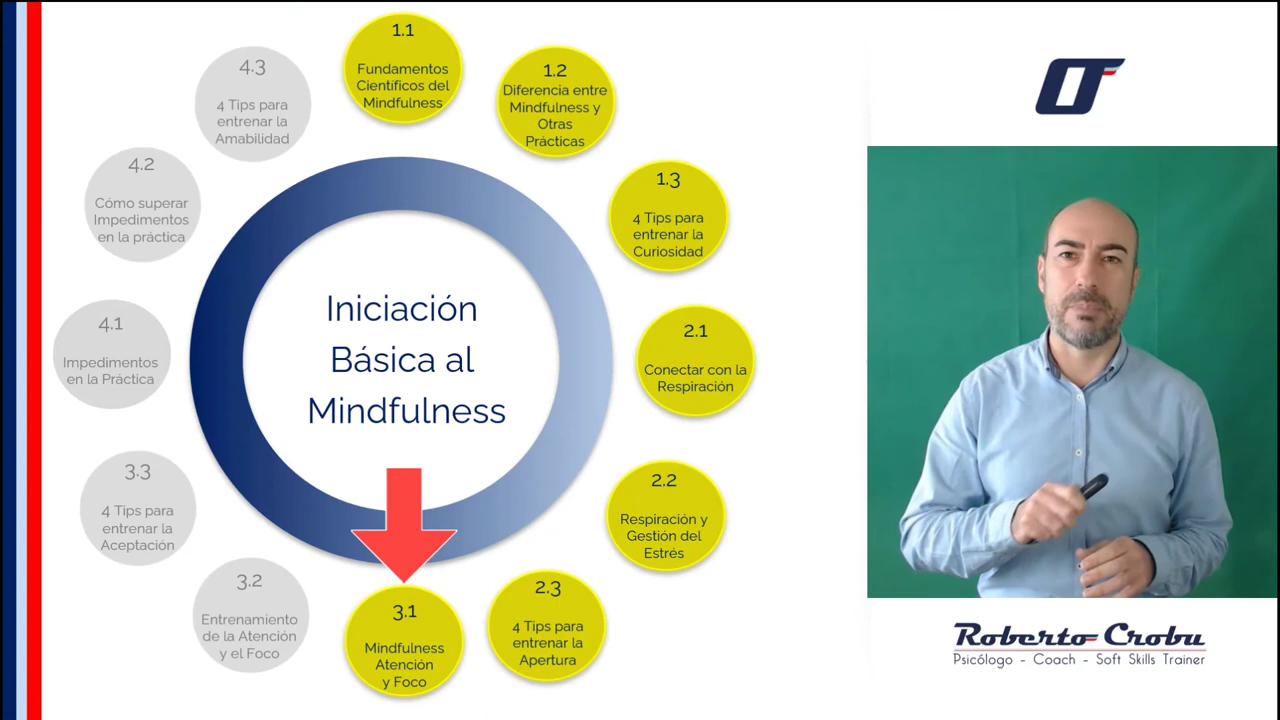 1.1
Fundamentos
Científicos del
Mindfulness
1.2
Diferencia entre
Mindfulness y
Otras
Prácticas
1.3
4 Tips para
entrenar la
Curiosidad
2.1
Conectar con la
Respiración
2.2
Respiración y
Gestión del
Estrés
2.3
4 Tips para
entrenar la
Apertura
3.1
Mindfulness
Atención
y Foco
3.2
Entrenamiento
de la Atención
y el Foco
3.3
4 Tips para
entrenar la
Aceptación
4.1
Impedimentos
en la Práctica
4.2
Cómo superar
Impedimentos
en la práctica
4.3
4 Tips para
entrenar la
Amabilidad
Iniciación
Básica al
Mindfulness
Roberto Crobu
Psicólogo - Coach - Soft Skills Trainer